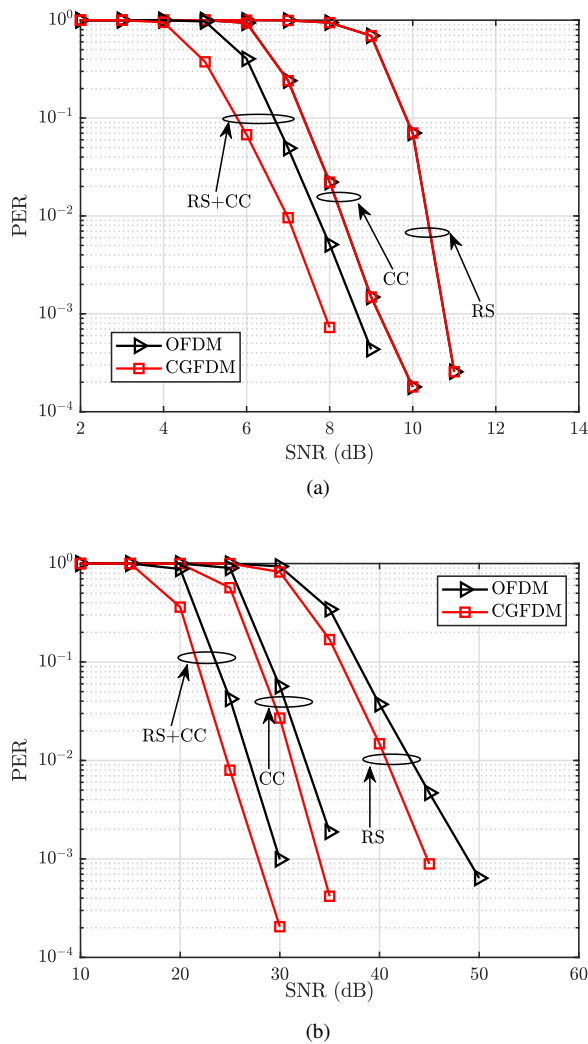 10^0
10^-1
10^-2
10^-3
10^-4
PER
RS+CC
CC
RS
OFDM
CGFDM
2 4 6 8 10 12 14
SNR (dB)
(a)
10^0
10^-1
10^-2
10^-3
10^-4
PER
OFDM
CGFDM
RS+CC
CC
RS
10 20 30 40 50 60
SNR (dB)
(b)